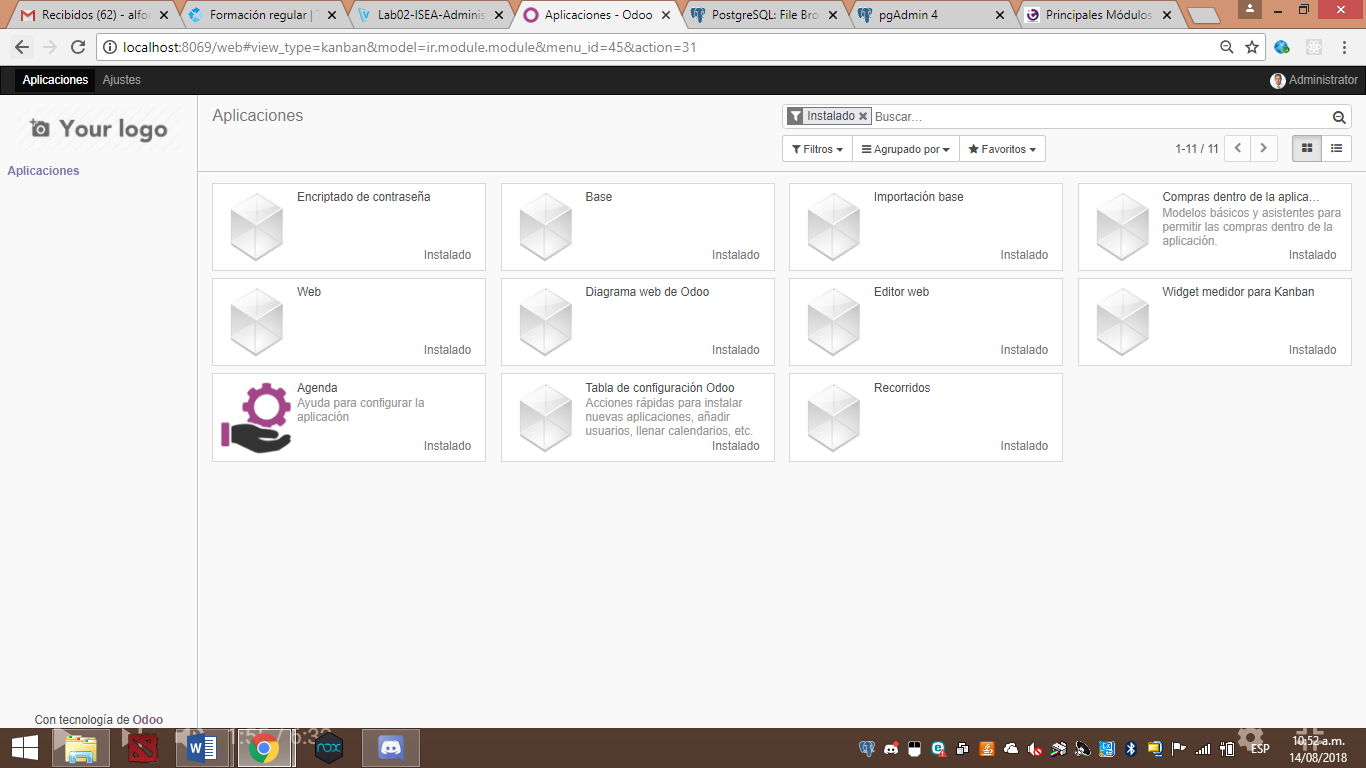 Recibidos (62) - alfor
Formación regular | T
Lab02-ISEA-Adminis
Aplicaciones - Odoo
PostgreSQL: File Bro
pgAdmin 4
Principales Módulos
localhost:8069/web#view_type=kanban&model=ir.module.module&menu_id=45&action=31
Aplicaciones
Ajustes
Administrator
Your logo
Aplicaciones
Aplicaciones
Instalado
Buscar...
Filtros
Agrupado por
Favoritos
1-11 / 11
Encriptado de contraseña
Instalado
Base
Instalado
Importación base
Instalado
Compras dentro de la aplica...
Modelos básicos y asistentes para
permitir las compras dentro de la
aplicación.
Instalado
Web
Instalado
Diagrama web de Odoo
Instalado
Editor web
Instalado
Widget medidor para Kanban
Instalado
Agenda
Ayuda para configurar la
aplicación
Instalado
Tabla de configuración Odoo
Acciones rápidas para instalar
nuevas aplicaciones, añadir
usuarios, llenar calendarios, etc.
Instalado
Recorridos
Instalado
Con tecnología de Odoo
nox
ESP
10:52 a.m.
14/08/2018